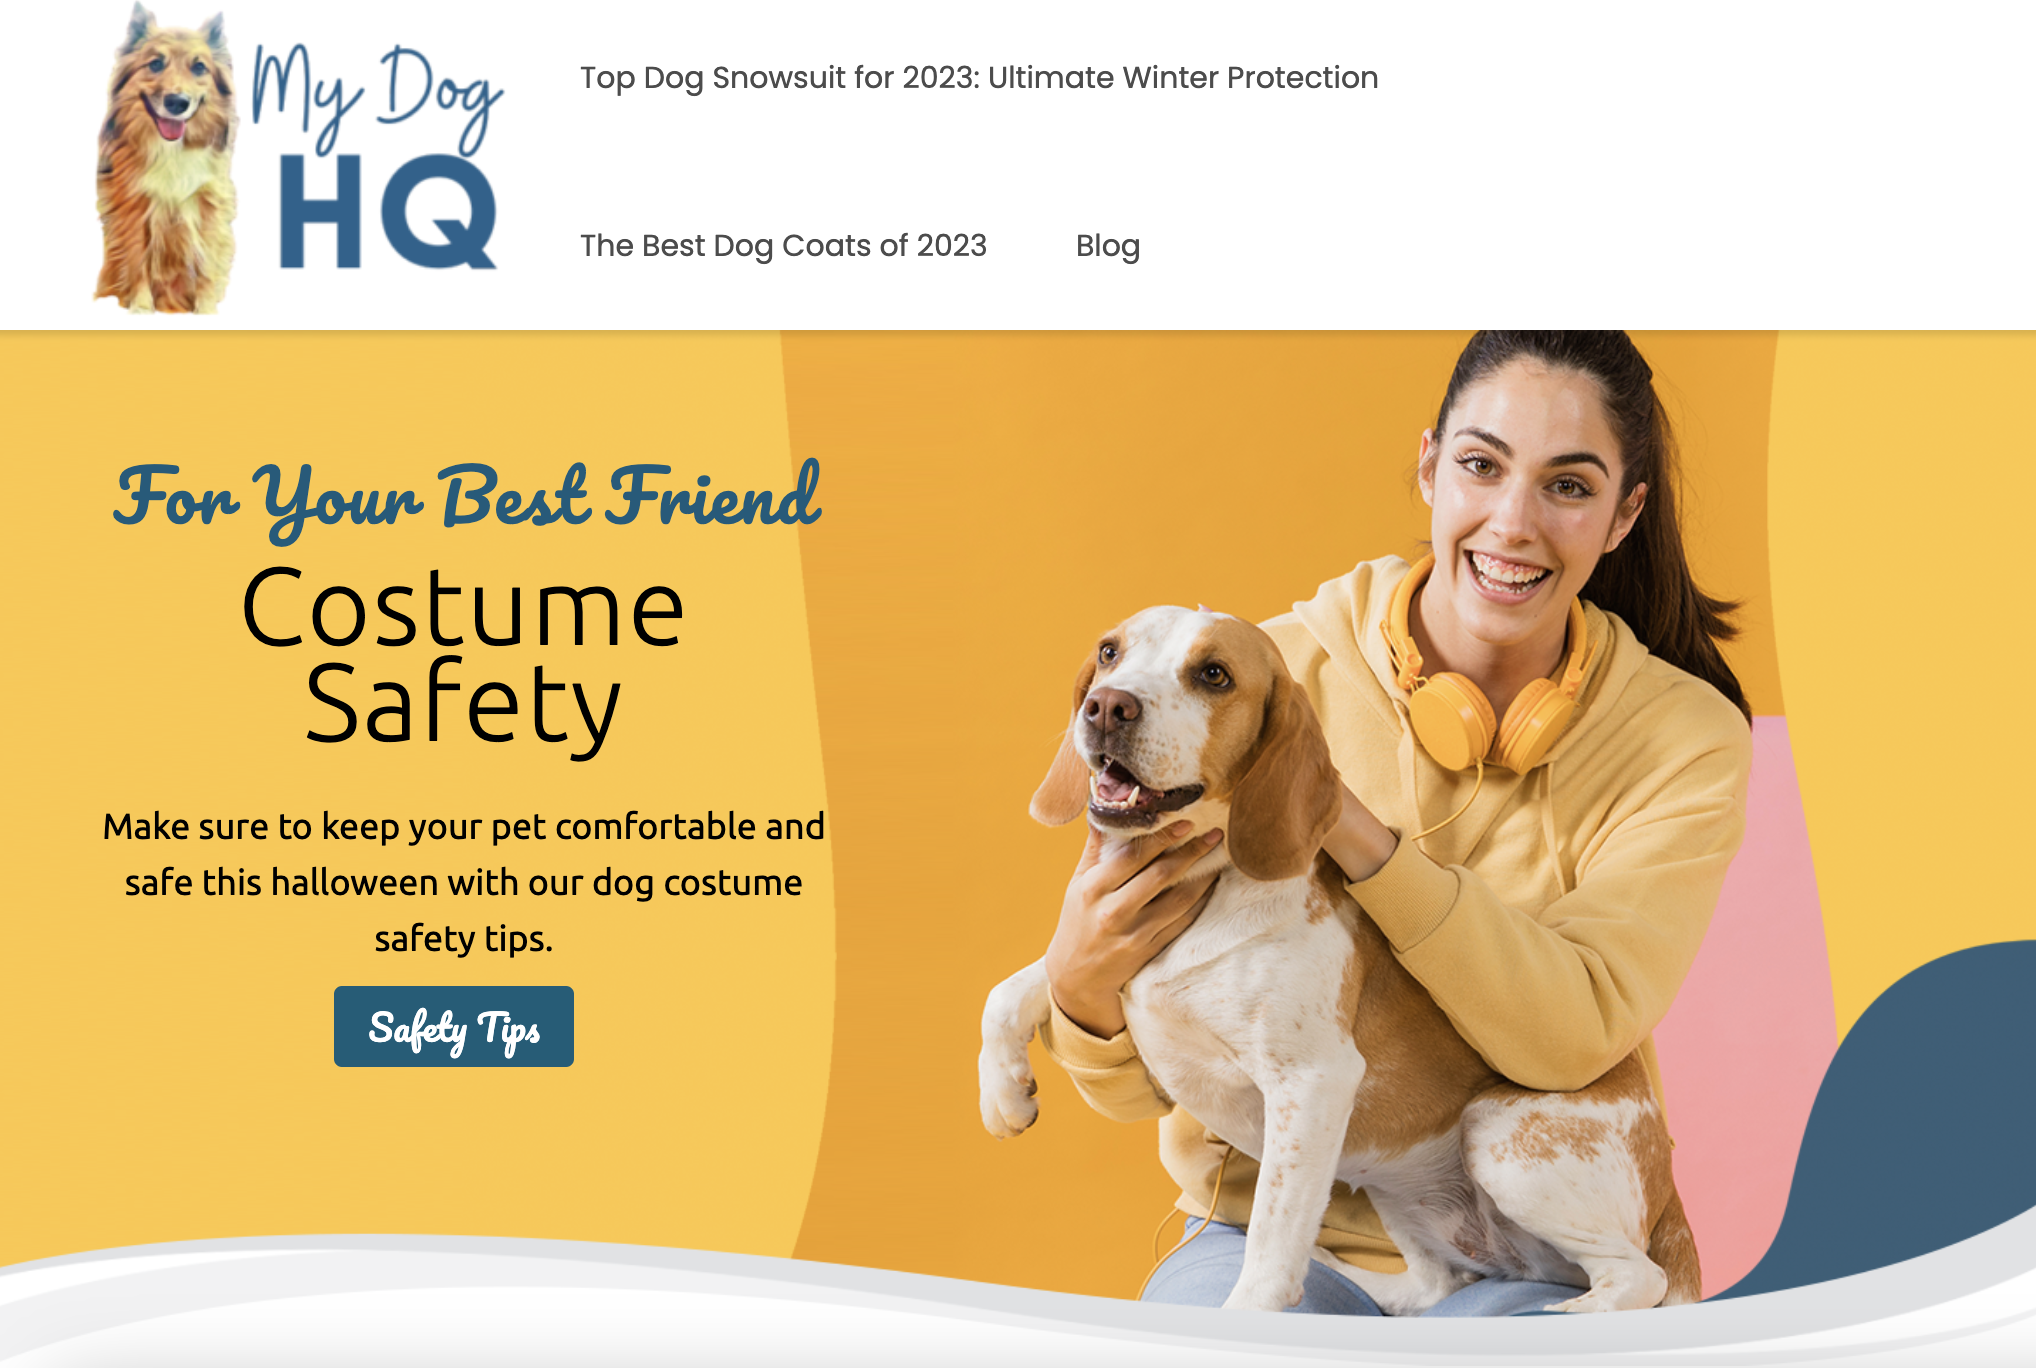 My Dog
HQ
Top Dog Snowsuit for 2023: Ultimate Winter Protection
The Best Dog Coats of 2023
Blog
For Your Best Friend
Costume
Safety
Make sure to keep your pet comfortable and
safe this halloween with our dog costume
safety tips.
Safety Tips